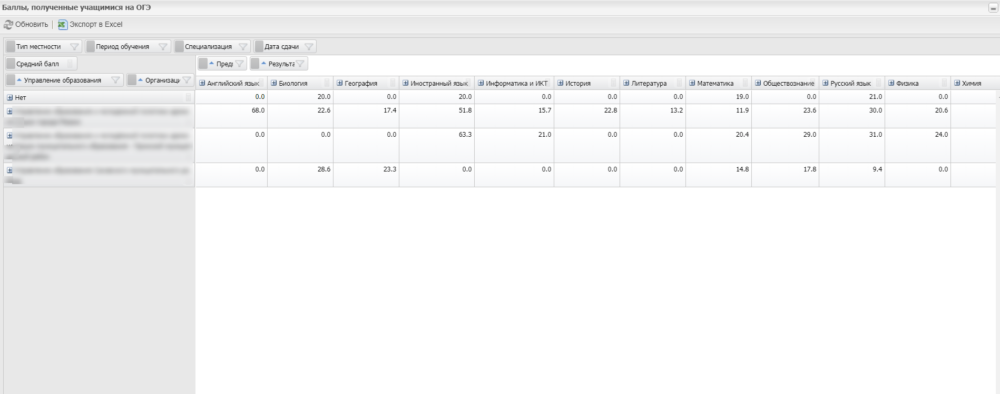 Баллы, полученные учащимися на ОГЭ
Обновить | Экспорт в Excel
Тип местности Период обучения Специализация Дата сдачи
Средний балл Пред Результа
Управление образования Организаци
Английский язык Биология География Иностранный язык Информатика и ИКТ История Литература Математика Обществознание Русский язык Физика Химия
Нет 0.0 20.0 0.0 20.0 0.0 0.0 0.0 19.0 0.0 21.0 0.0
68.0 22.6 17.4 51.8 15.7 22.8 13.2 11.9 23.6 30.0 20.6
0.0 0.0 0.0 63.3 21.0 0.0 0.0 20.4 29.0 31.0 24.0
0.0 28.6 23.3 0.0 0.0 0.0 0.0 14.8 17.8 9.4 0.0